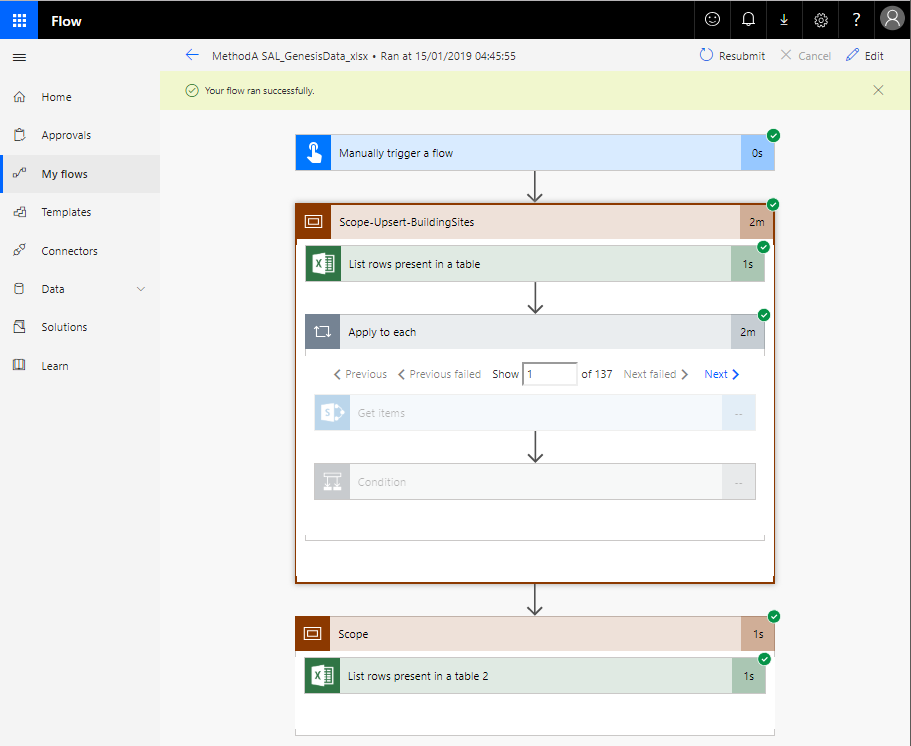 Flow
?
MethodA SAL_GenesisData_xlsx • Ran at 15/01/2019 04:45:55
Resubmit
Cancel
Edit
Your flow ran successfully.
Home
Approvals
My flows
Templates
Connectors
Data
Solutions
Learn
Manually trigger a flow
0s
Scope-Upsert-BuildingSites
2m
List rows present in a table
1s
Apply to each
2m
Previous Previous failed Show 1 of 137 Next failed Next
Get items
--
Condition
--
Scope
1s
List rows present in a table 2
1s